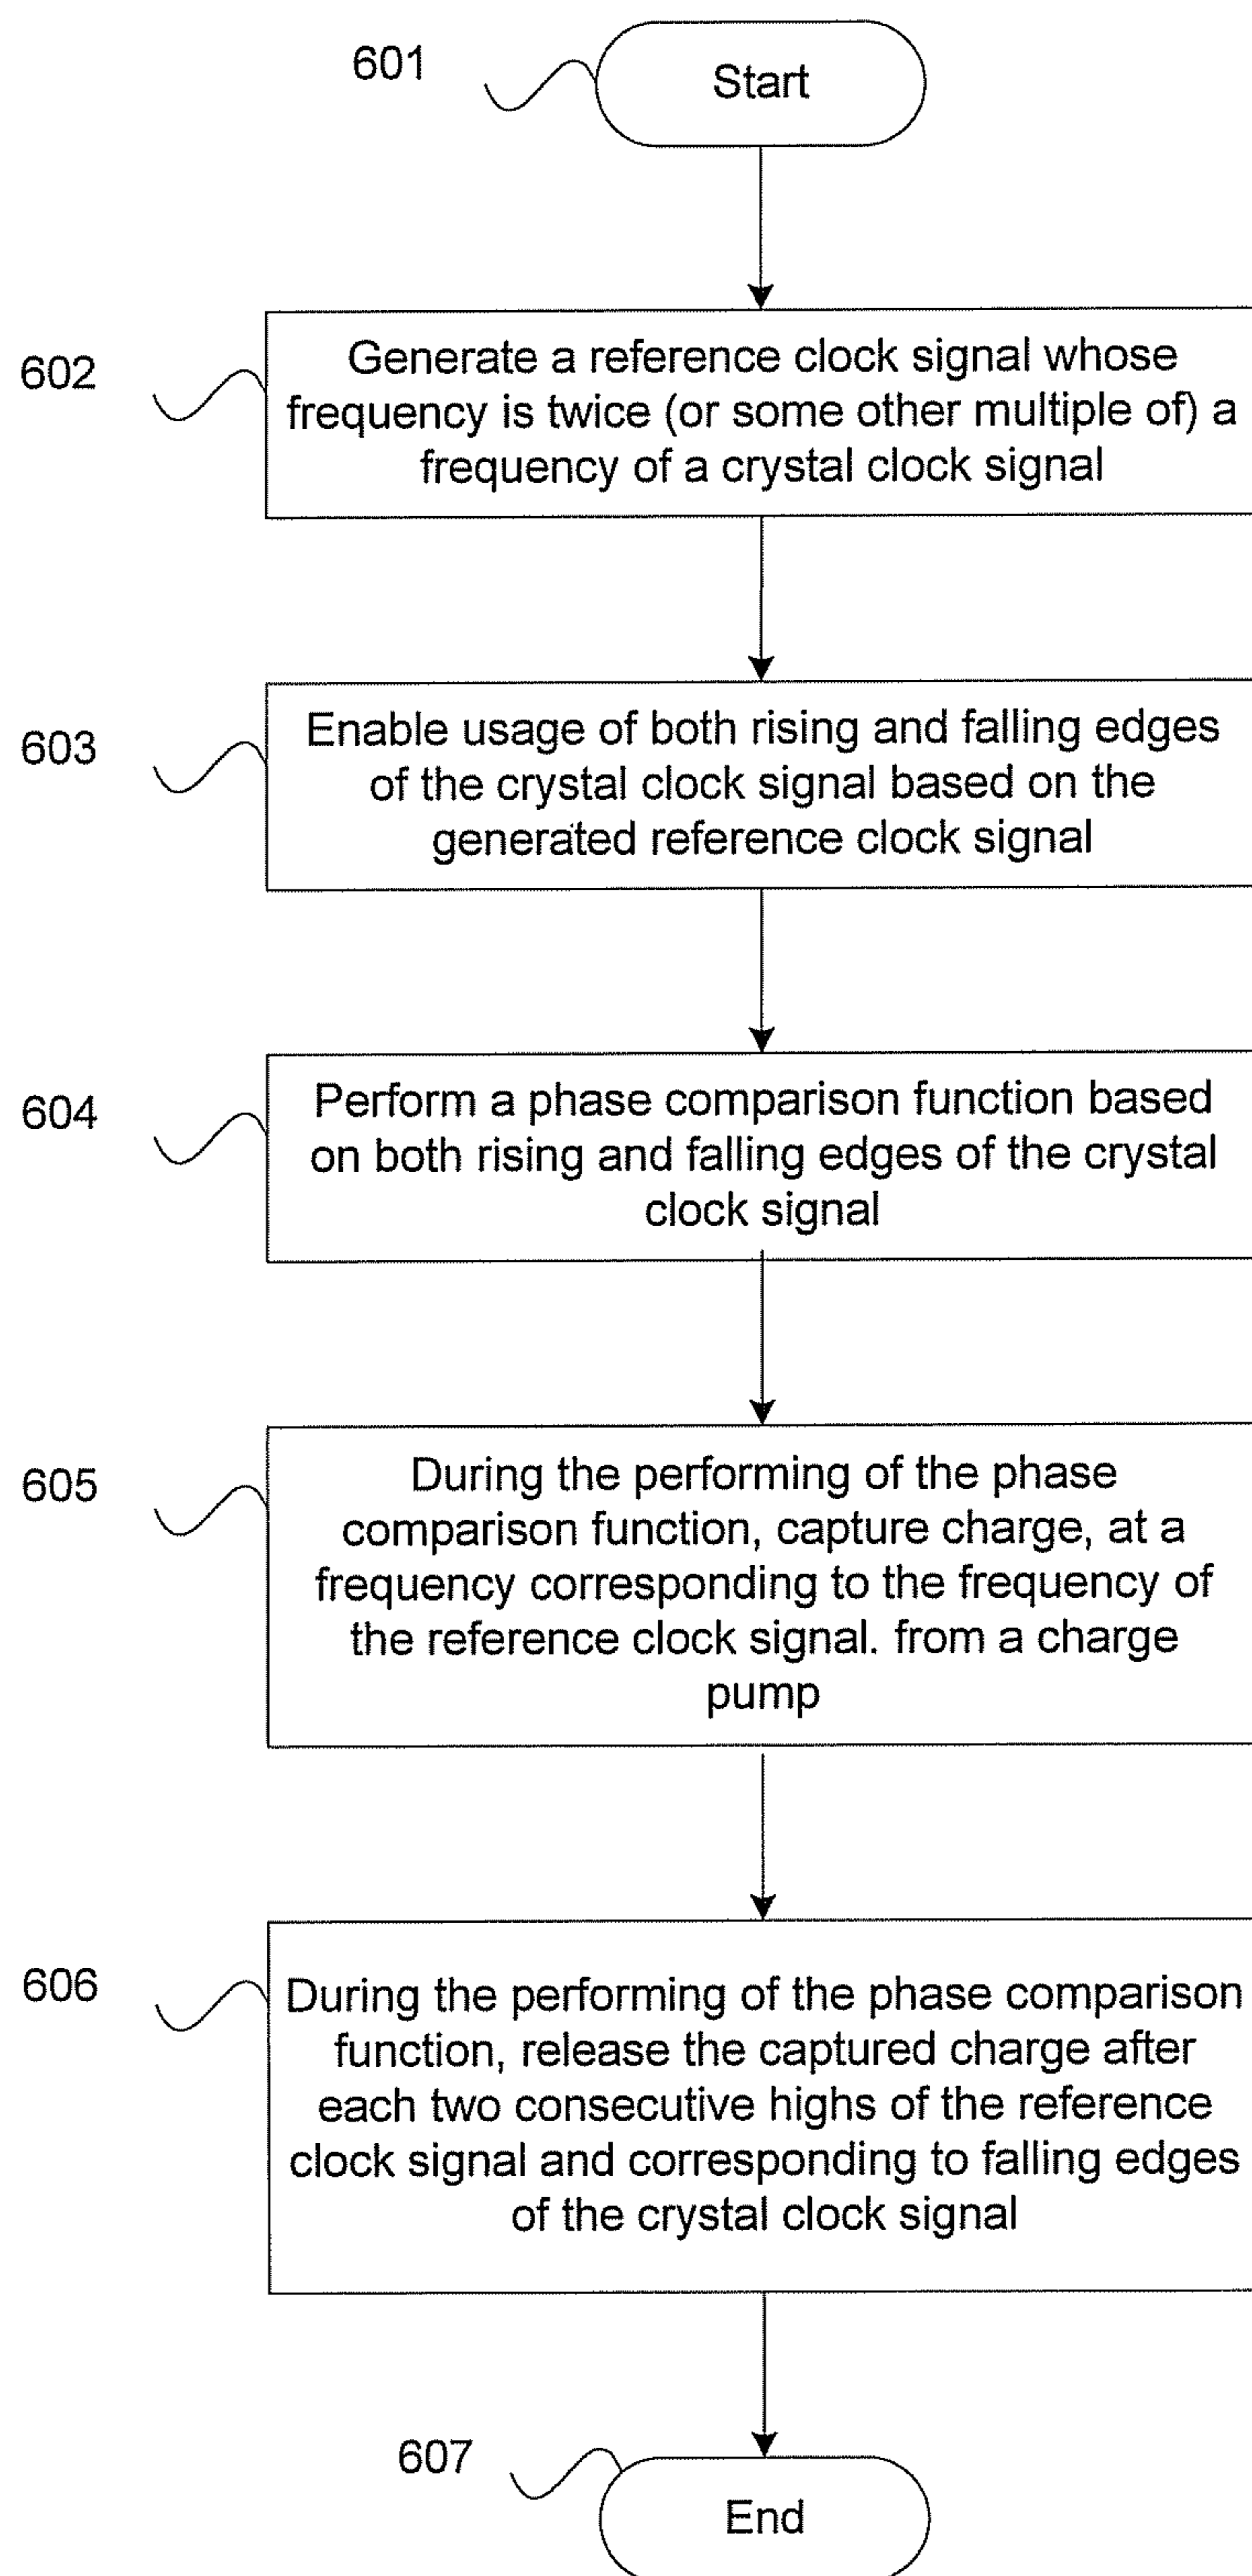 601
Start
602
Generate a reference clock signal whose
frequency is twice (or some other multiple of) a
frequency of a crystal clock signal
603
Enable usage of both rising and falling edges
of the crystal clock signal based on the
generated reference clock signal
604
Perform a phase comparison function based
on both rising and falling edges of the crystal
clock signal
605
During the performing of the phase
comparison function, capture charge, at a
frequency corresponding to the frequency of
the reference clock signal. from a charge
pump
606
During the performing of the phase comparison
function, release the captured charge after
each two consecutive highs of the reference
clock signal and corresponding to falling edges
of the crystal clock signal
607
End